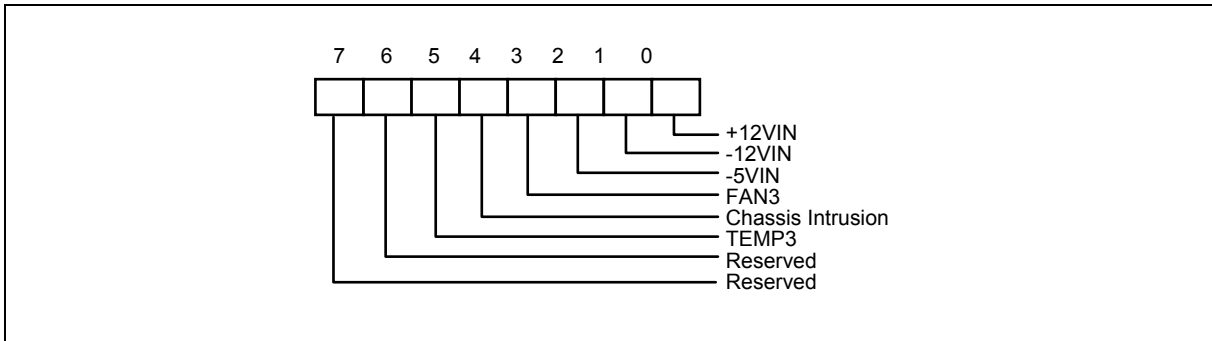 7 6 5 4 3 2 1 0
+12VIN
-12VIN
-5VIN
FAN3
Chassis Intrusion
TEMP3
Reserved
Reserved